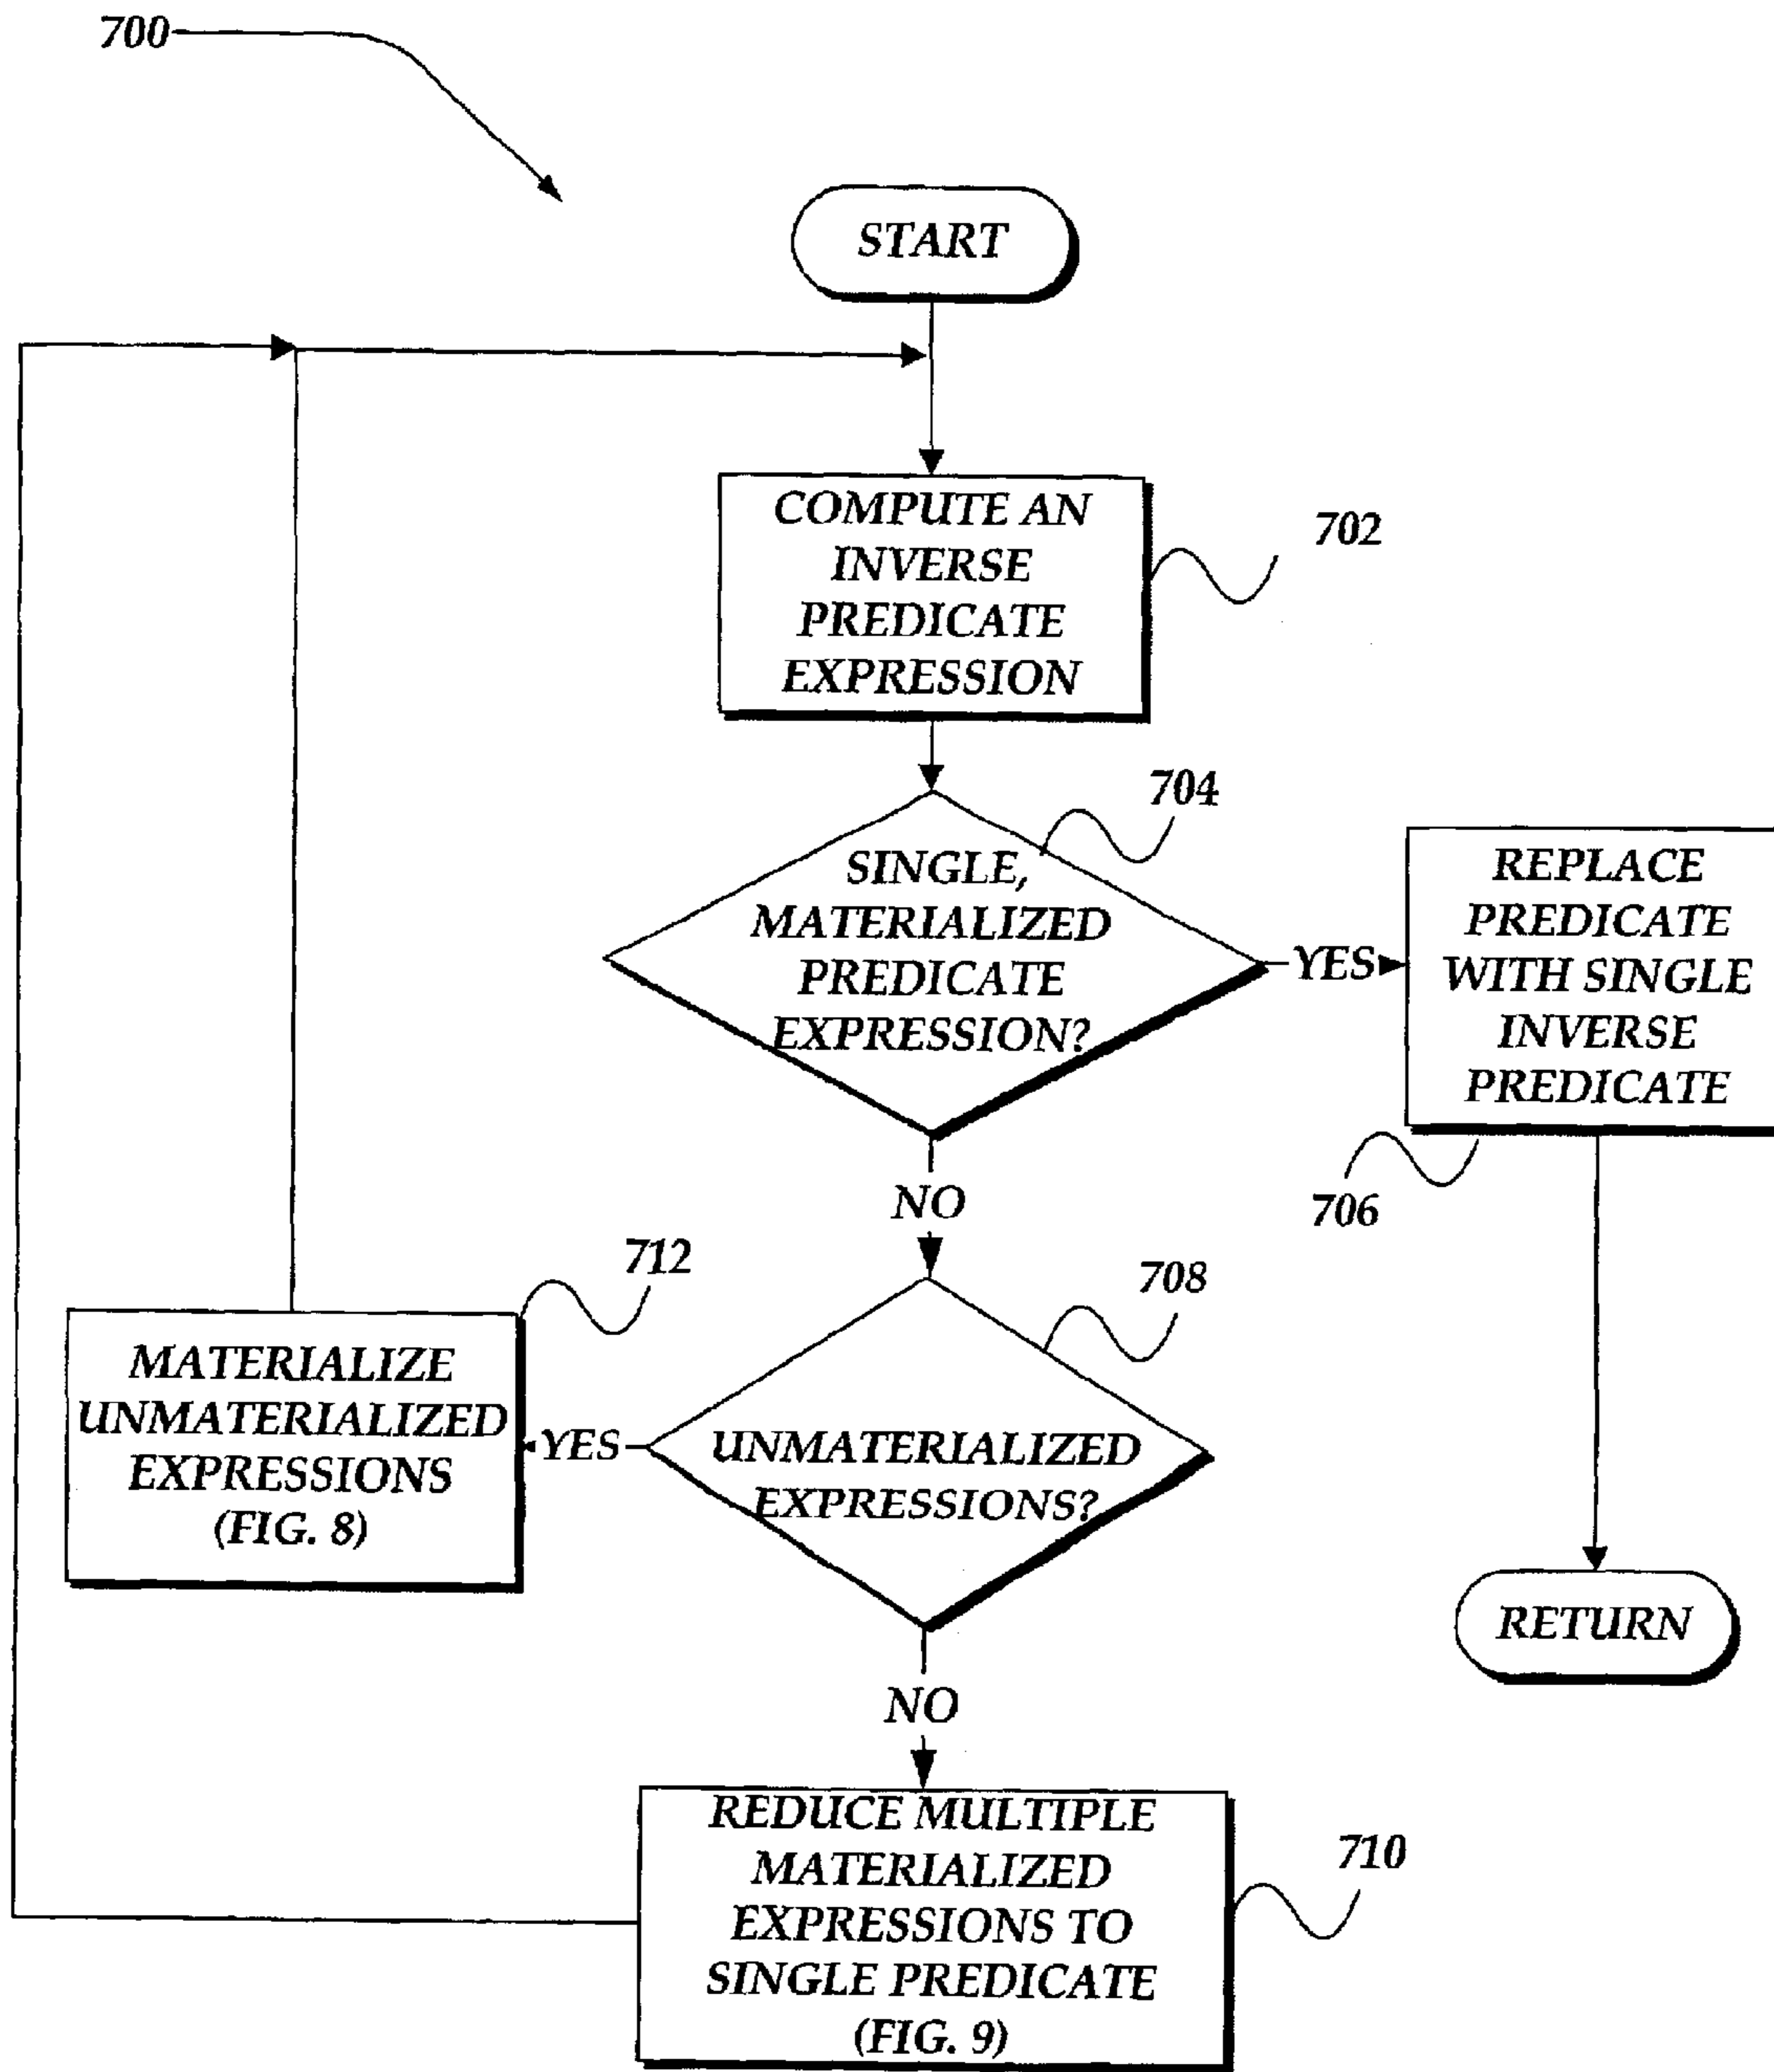 700
START
COMPUTE AN
INVERSE
PREDICATE
EXPRESSION
702
704
SINGLE,
MATERIALIZED
PREDICATE
EXPRESSION?
YES
REPLACE
PREDICATE
WITH SINGLE
INVERSE
PREDICATE
706
NO
712
708
MATERIALIZE
UNMATERIALIZED
EXPRESSIONS
(FIG. 8)
YES
UNMATERIALIZED
EXPRESSIONS?
RETURN
NO
REDUCE MULTIPLE
MATERIALIZED
EXPRESSIONS TO
SINGLE PREDICATE
(FIG. 9)
710